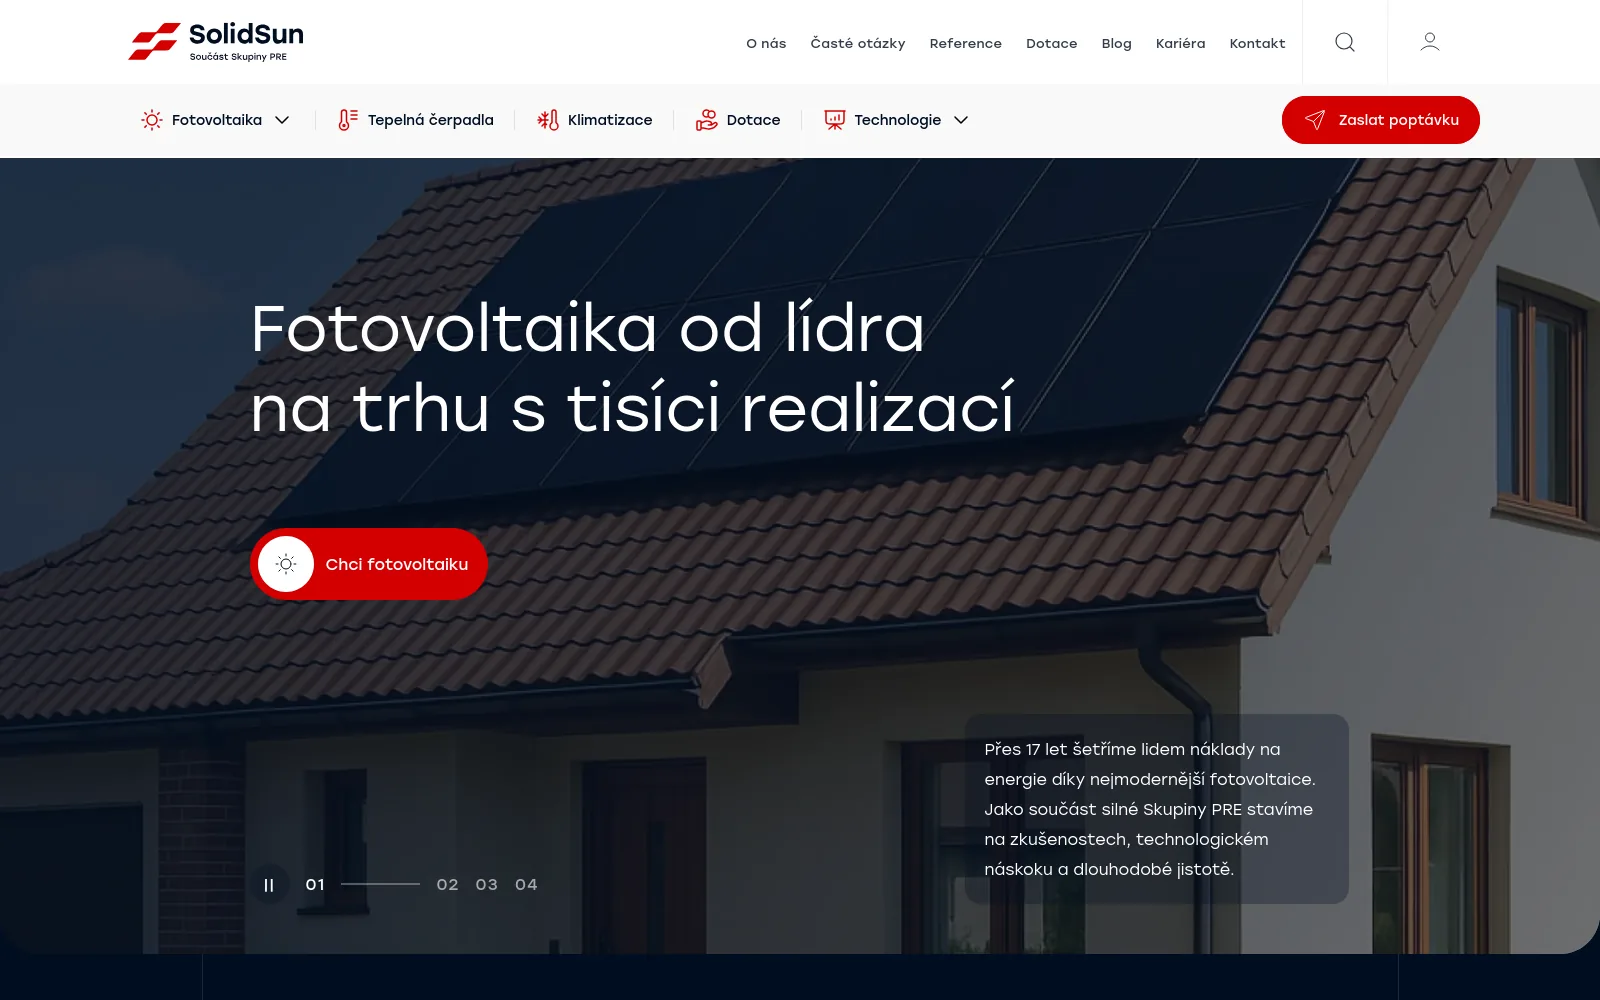 SolidSun
Součást Skupiny PRE
O nás
Časté otázky
Reference
Dotace
Blog
Kariéra
Kontakt
Fotovoltaika
Tepelná čerpadla
Klimatizace
Dotace
Technologie
Zaslat poptávku
Fotovoltaika od lídra
na trhu s tisíci realizací
Chci fotovoltaiku
Přes 17 let šetříme lidem náklady na
energie díky nejmodernější fotovoltaice.
Jako součást silné Skupiny PRE stavíme
na zkušenostech, technologickém
náskoku a dlouhodobé jistotě.
01
02
03
04